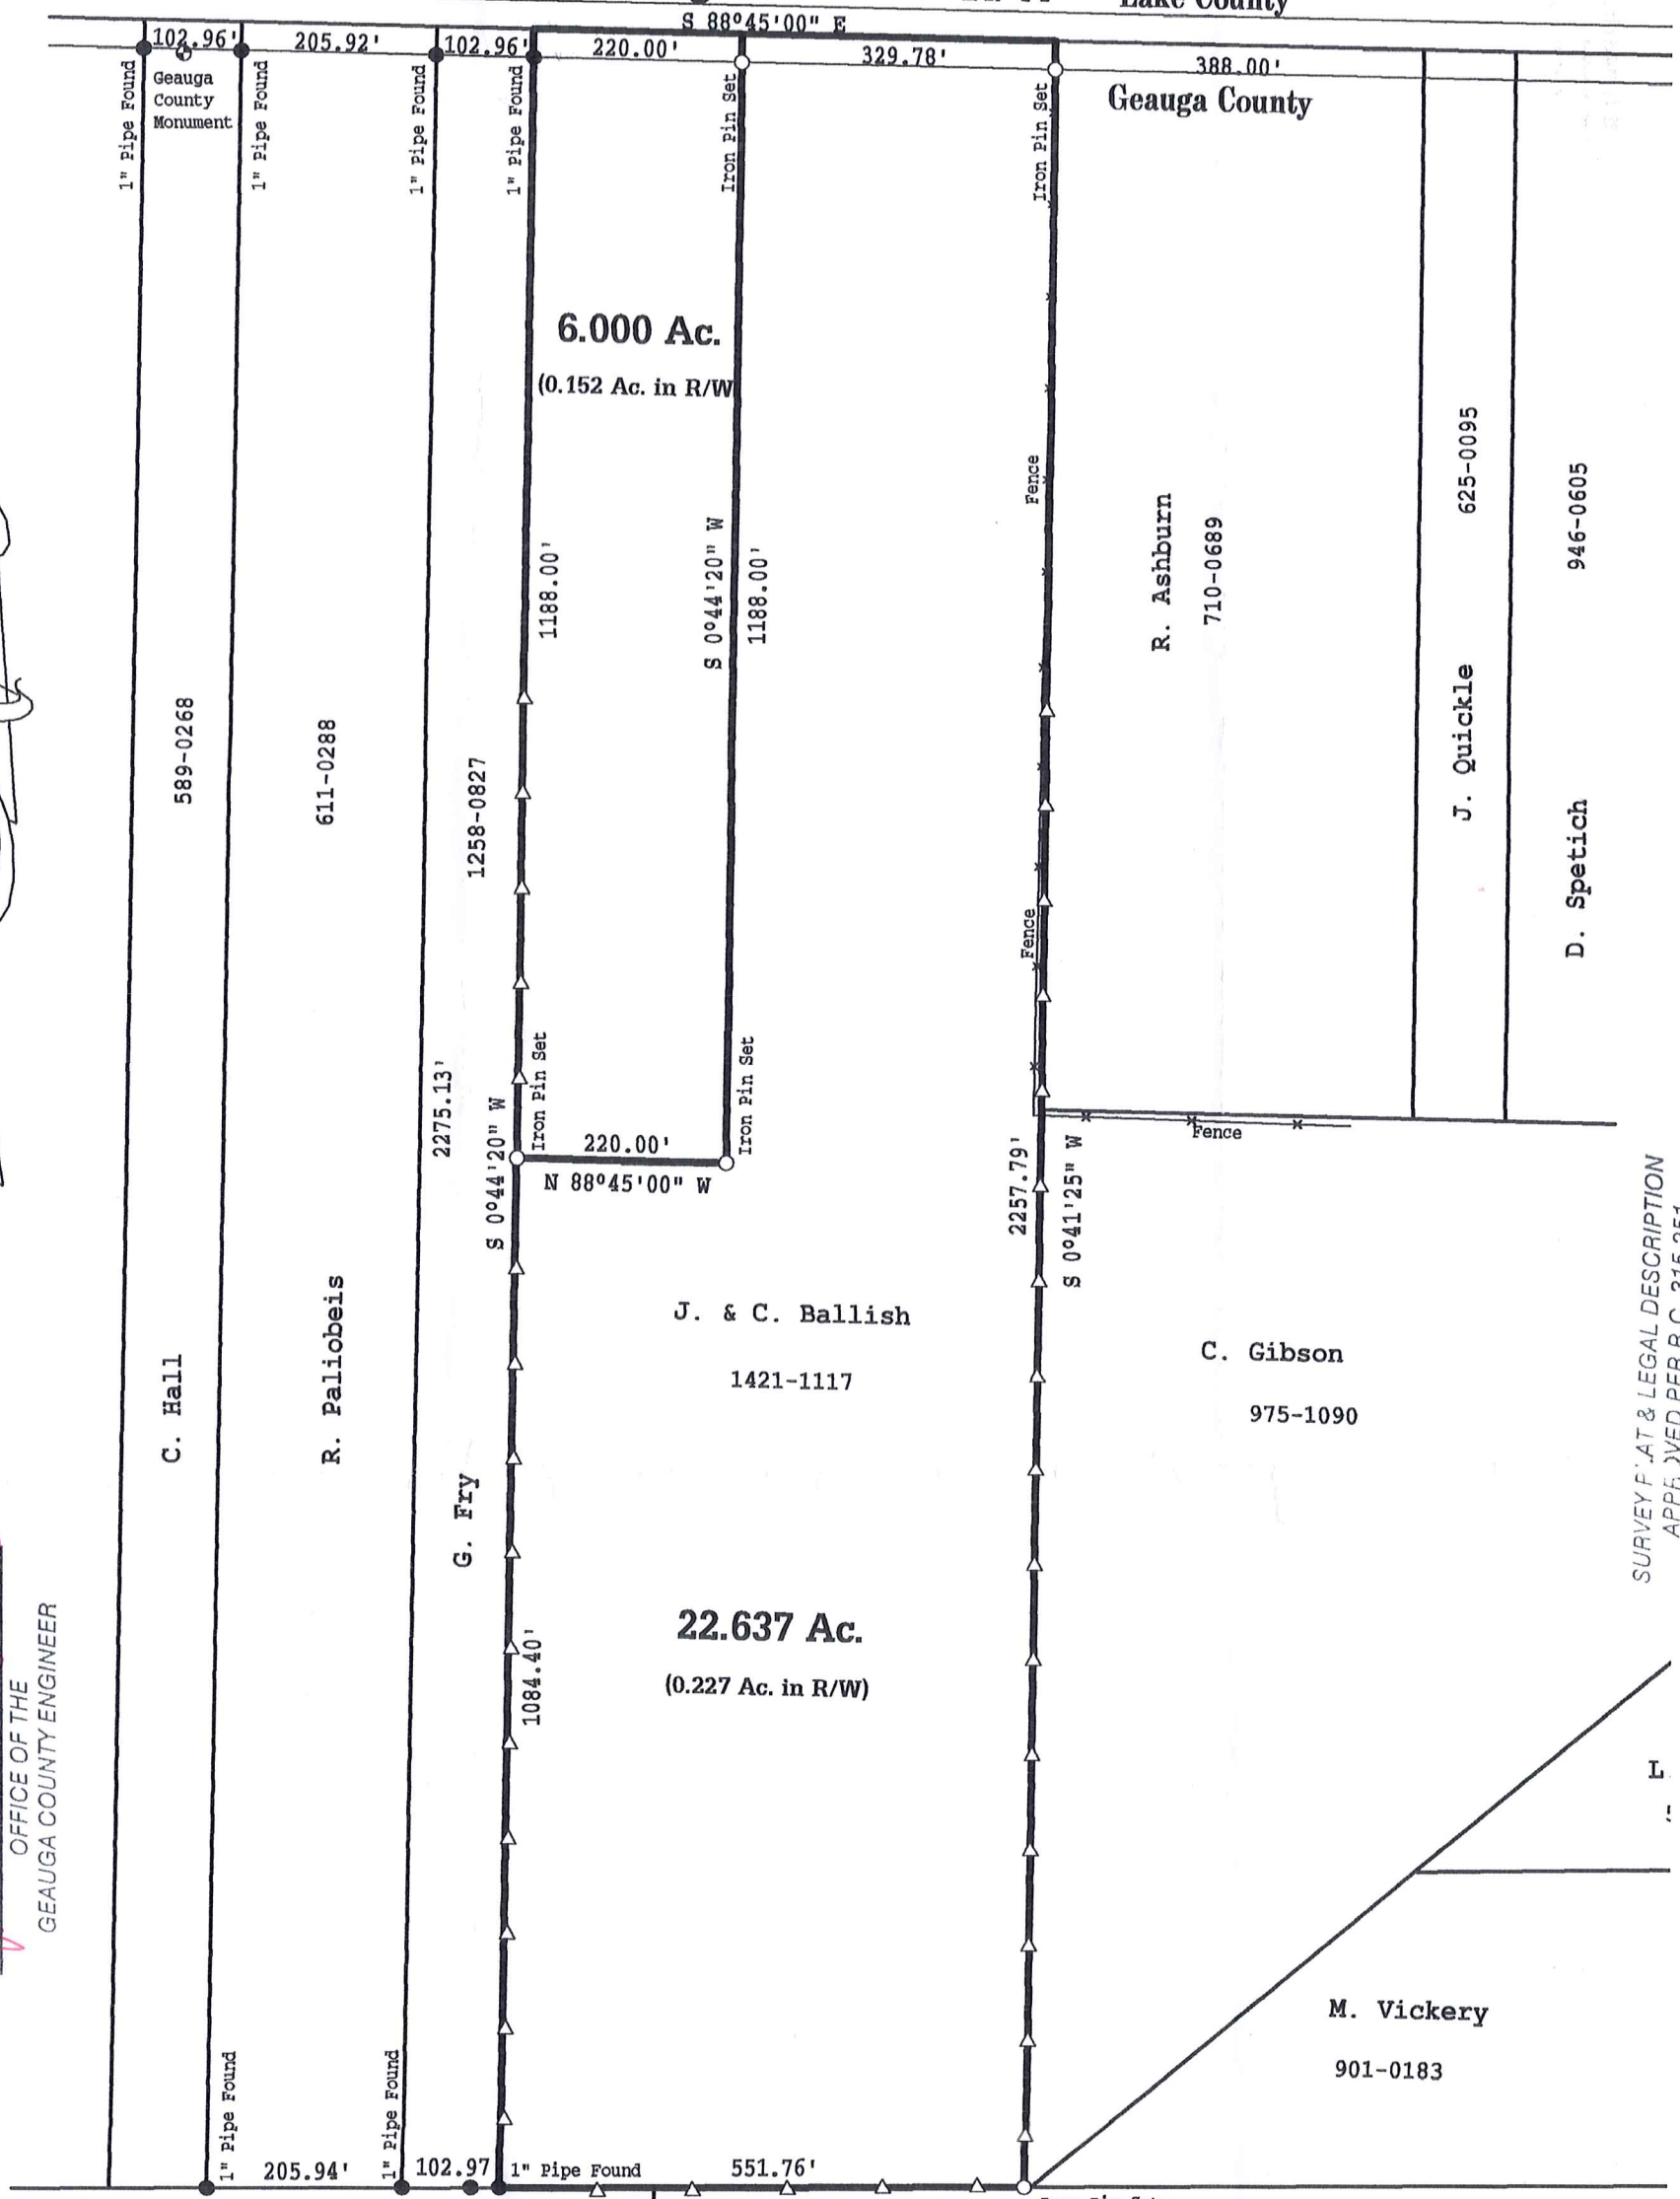 Lake County
S 88°45'00" E
102.96'
205.92'
102.96'
220.00'
329.78'
388.00'
Geauga
County
Monument
Geauga County
1" Pipe Found
1" Pipe Found
1" Pipe Found
1" Pipe Found
Iron Pin Set
Iron Pin Set
6.000 Ac.
(0.152 Ac. in R/W
1188.00'
S 0°44'20" W
1188.00'
Fence
R. Ashburn
710-0689
625-0095
J. Quickle
946-0605
D. Spetich
589-0268
611-0288
1258-0827
Fence
2275.13'
S 0°44'20" W
Iron Pin Set
Iron Pin Set
220.00'
N 88°45'00" W
Fence
2257.79'
S 0°41'25" W
J. & C. Ballish
1421-1117
C. Gibson
975-1090
C. Hall
R. Paliobeis
G. Fry
SURVEY PLAT & LEGAL DESCRIPTION
22.637 Ac.
(0.227 Ac. in R/W)
1084.40'
OFFICE OF THE
GEAUGA COUNTY ENGINEER
L
M. Vickery
901-0183
1" Pipe Found
205.94'
1" Pipe Found
102.97
1" Pipe Found
551.76'